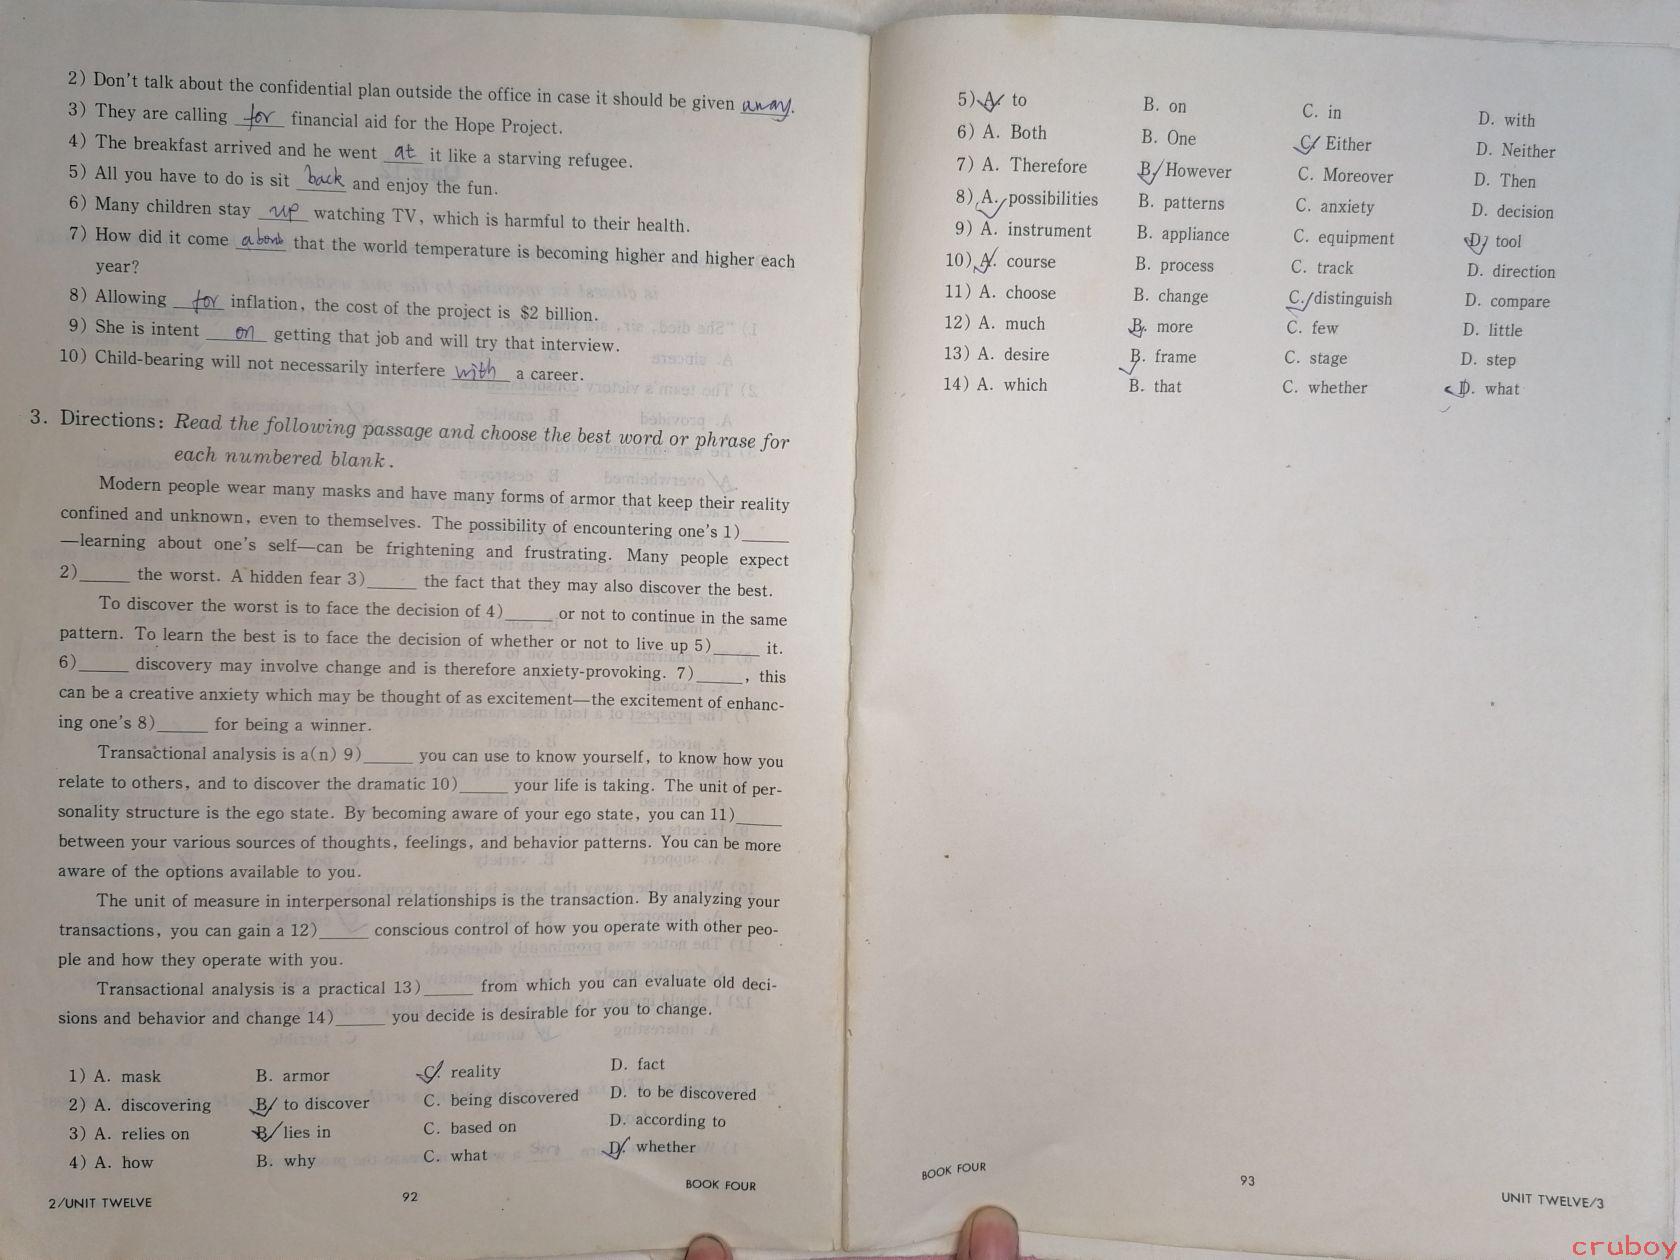 2) Don't talk about the confidential plan outside the office in case it should be given away.
3) They are calling for financial aid for the Hope Project.
4) The breakfast arrived and he went at it like a starving refugee.
5) All you have to do is sit back and enjoy the fun.
6) Many children stay up watching TV, which is harmful to their health.
7) How did it come about that the world temperature is becoming higher and higher each
year?
8) Allowing for inflation, the cost of the project is $2 billion.
9) She is intent on getting that job and will try that interview.
10) Child-bearing will not necessarily interfere with a career.
3. Directions: Read the following passage and choose the best word or phrase for
each numbered blank.
Modern people wear many masks and have many forms of armor that keep their reality
confined and unknown, even to themselves. The possibility of encountering one's 1)_____
—learning about one's self—can be frightening and frustrating. Many people expect
2)_____ the worst. A hidden fear 3)_____ the fact that they may also discover the best.
To discover the worst is to face the decision of 4)_____ or not to continue in the same
pattern. To learn the best is to face the decision of whether or not to live up 5)_____ it.
6)_____ discovery may involve change and is therefore anxiety-provoking. 7)_____, this
can be a creative anxiety which may be thought of as excitement—the excitement of enhanc-
ing one's 8)_____ for being a winner.
Transactional analysis is a(n) 9)_____ you can use to know yourself, to know how you
relate to others, and to discover the dramatic 10)_____ your life is taking. The unit of per-
sonality structure is the ego state. By becoming aware of your ego state, you can 11)_____
between your various sources of thoughts, feelings, and behavior patterns. You can be more
aware of the options available to you.
The unit of measure in interpersonal relationships is the transaction. By analyzing your
transactions, you can gain a 12)_____ conscious control of how you operate with other peo-
ple and how they operate with you.
Transactional analysis is a practical 13)_____ from which you can evaluate old deci-
sions and behavior and change 14)_____ you decide is desirable for you to change.
1) A. mask B. armor C. reality D. fact
2) A. discovering B. to discover C. being discovered D. to be discovered
3) A. relies on B. lies in C. based on D. according to
4) A. how B. why C. what D. whether
2/UNIT TWELVE 92 BOOK FOUR
5) A. to B. on C. in D. with
6) A. Both B. One C. Either D. Neither
7) A. Therefore B. However C. Moreover D. Then
8) A. possibilities B. patterns C. anxiety D. decision
9) A. instrument B. appliance C. equipment D. tool
10) A. course B. process C. track D. direction
11) A. choose B. change C. distinguish D. compare
12) A. much B. more C. few D. little
13) A. desire B. frame C. stage D. step
14) A. which B. that C. whether D. what
BOOK FOUR 93 UNIT TWELVE/3
cruboy